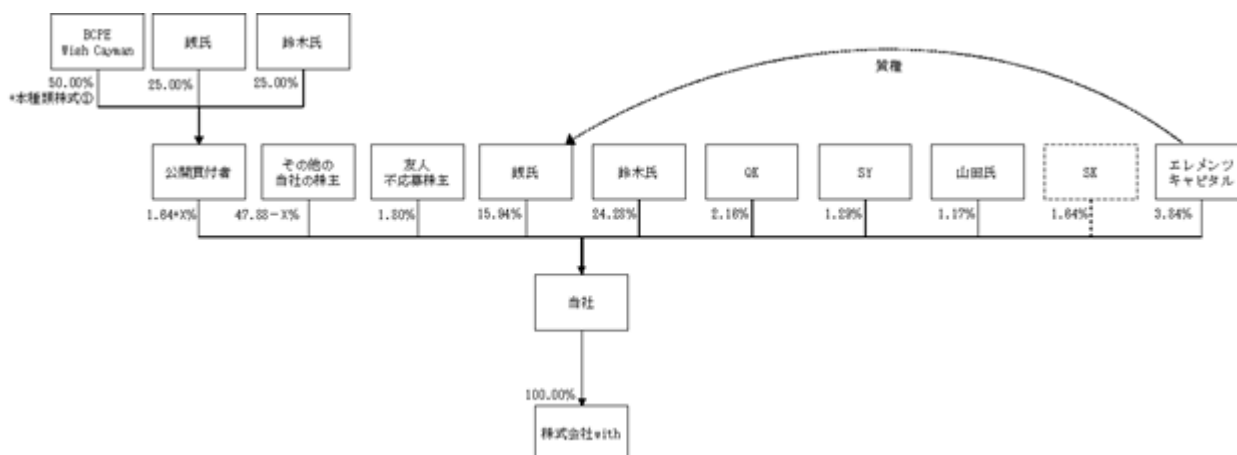 BCPE
Wish Cayman
銭氏
鈴木氏
50.00%
*本種類株式①
25.00%
25.00%
質権
公開買付者
その他の
当社の株主
友人
不応募株主
銭氏
鈴木氏
QK
SY
山田氏
SK
エレメンツ
キャピタル
1.64+X%
47.88-X%
1.80%
15.94%
24.28%
2.16%
1.29%
1.17%
1.64%
3.84%
当社
100.00%
株式会社with